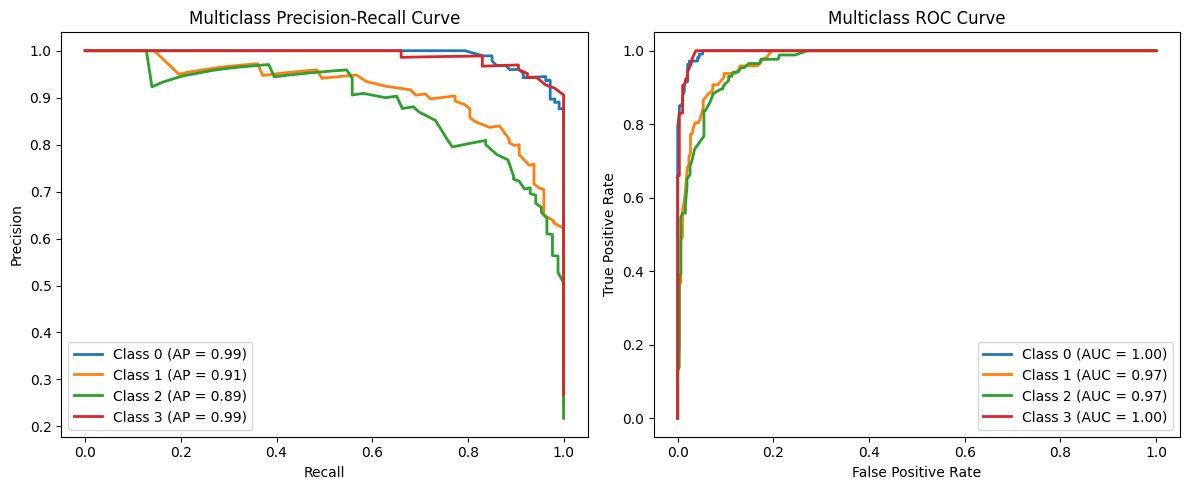 Multiclass Precision-Recall Curve
Precision
1.0
0.9
0.8
0.7
0.6
0.5
0.4
0.3
0.2
Class 0 (AP = 0.99)
Class 1 (AP = 0.91)
Class 2 (AP = 0.89)
Class 3 (AP = 0.99)
0.0 0.2 0.4 0.6 0.8 1.0
Recall
Multiclass ROC Curve
True Positive Rate
1.0
0.8
0.6
0.4
0.2
0.0
Class 0 (AUC = 1.00)
Class 1 (AUC = 0.97)
Class 2 (AUC = 0.97)
Class 3 (AUC = 1.00)
0.0 0.2 0.4 0.6 0.8 1.0
False Positive Rate